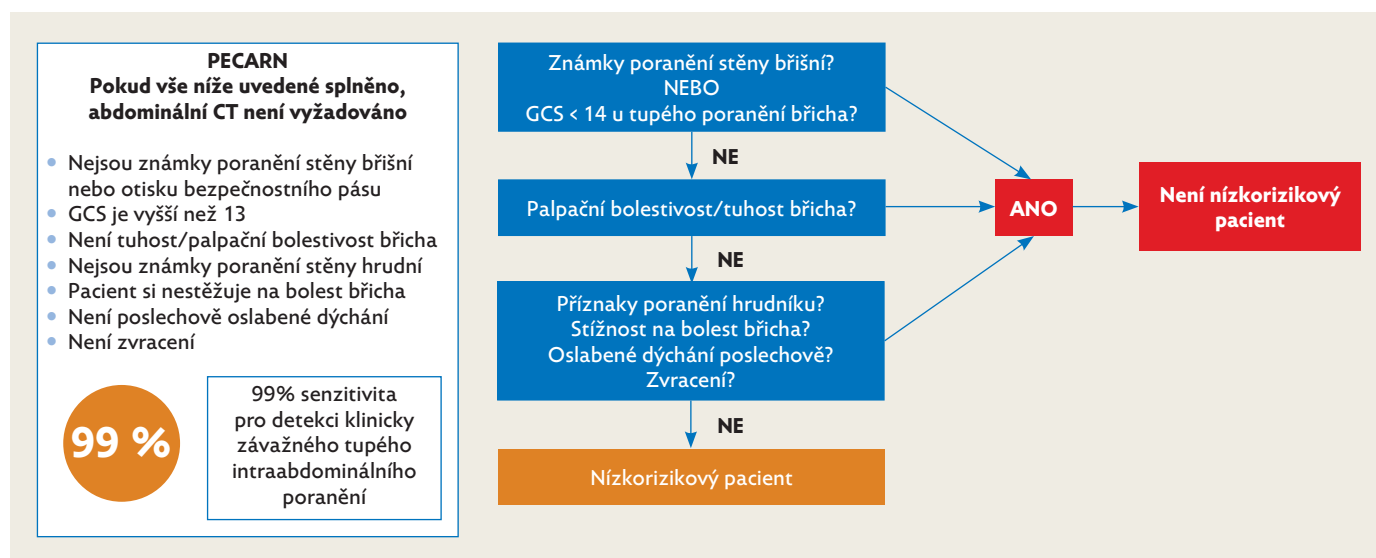 PECARN
Pokud vše níže uvedené splněno,
abdominální CT není vyžadováno
• Nejsou známky poranění stěny břišní
nebo otisku bezpečnostního pásu
• GCS je vyšší než 13
• Není tuhost/palpační bolestivost břicha
• Nejsou známky poranění stěny hrudní
• Pacient si nestěžuje na bolest břicha
• Není poslechově oslabené dýchání
• Není zvracení
99 %
99% senzitivita
pro detekci klinicky
závažného tupého
intraabdominálního
poranění
Známky poranění stěny břišní?
NEBO
GCS < 14 u tupého poranění břicha?
NE
Palpační bolestivost/tuhost břicha?
NE
Příznaky poranění hrudníku?
Stížnost na bolest břicha?
Oslabené dýchání poslechově?
Zvracení?
NE
Nízkorizikový pacient
ANO
Není nízkorizikový
pacient